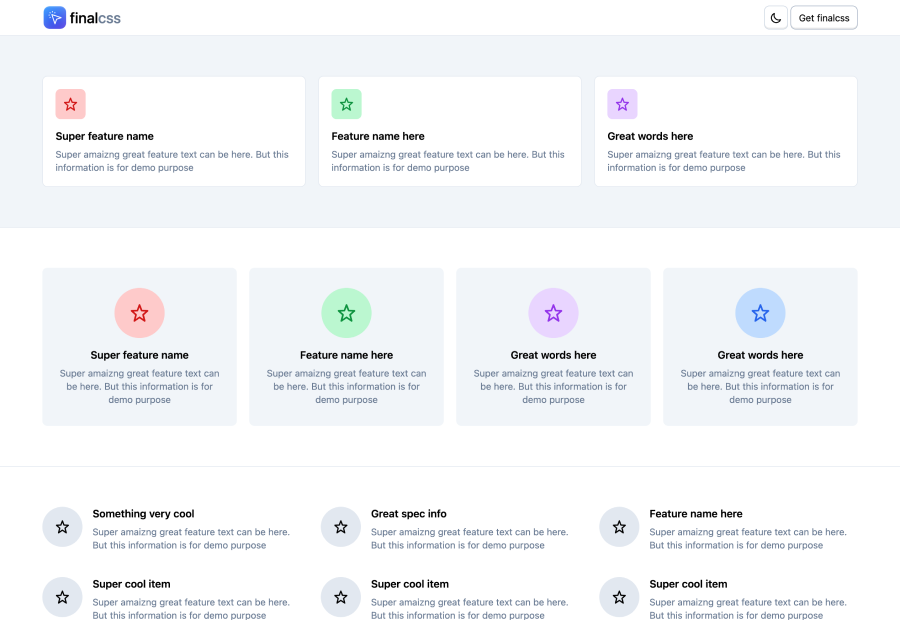 finalcss
Get finalcss
Super feature name
Super amaizng great feature text can be here. But this
information is for demo purpose
Feature name here
Super amaizng great feature text can be here. But this
information is for demo purpose
Great words here
Super amaizng great feature text can be here. But this
information is for demo purpose
Super feature name
Super amaizng great feature text can
be here. But this information is for
demo purpose
Feature name here
Super amaizng great feature text can
be here. But this information is for
demo purpose
Great words here
Super amaizng great feature text can
be here. But this information is for
demo purpose
Great words here
Super amaizng great feature text can
be here. But this information is for
demo purpose
Something very cool
Super amaizng great feature text can be here.
But this information is for demo purpose
Great spec info
Super amaizng great feature text can be here.
But this information is for demo purpose
Feature name here
Super amaizng great feature text can be here.
But this information is for demo purpose
Super cool item
Super amaizng great feature text can be here.
But this information is for demo purpose
Super cool item
Super amaizng great feature text can be here.
But this information is for demo purpose
Super cool item
Super amaizng great feature text can be here.
But this information is for demo purpose